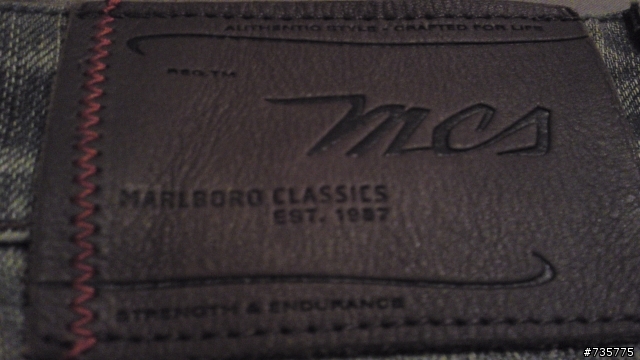 AUTHENTIC STYLE - CRAFTED FOR LIFE
REG.TM
mcs
MARLBORO CLASSICS
EST. 1987
STRENGTH & ENDURANCE
#735775